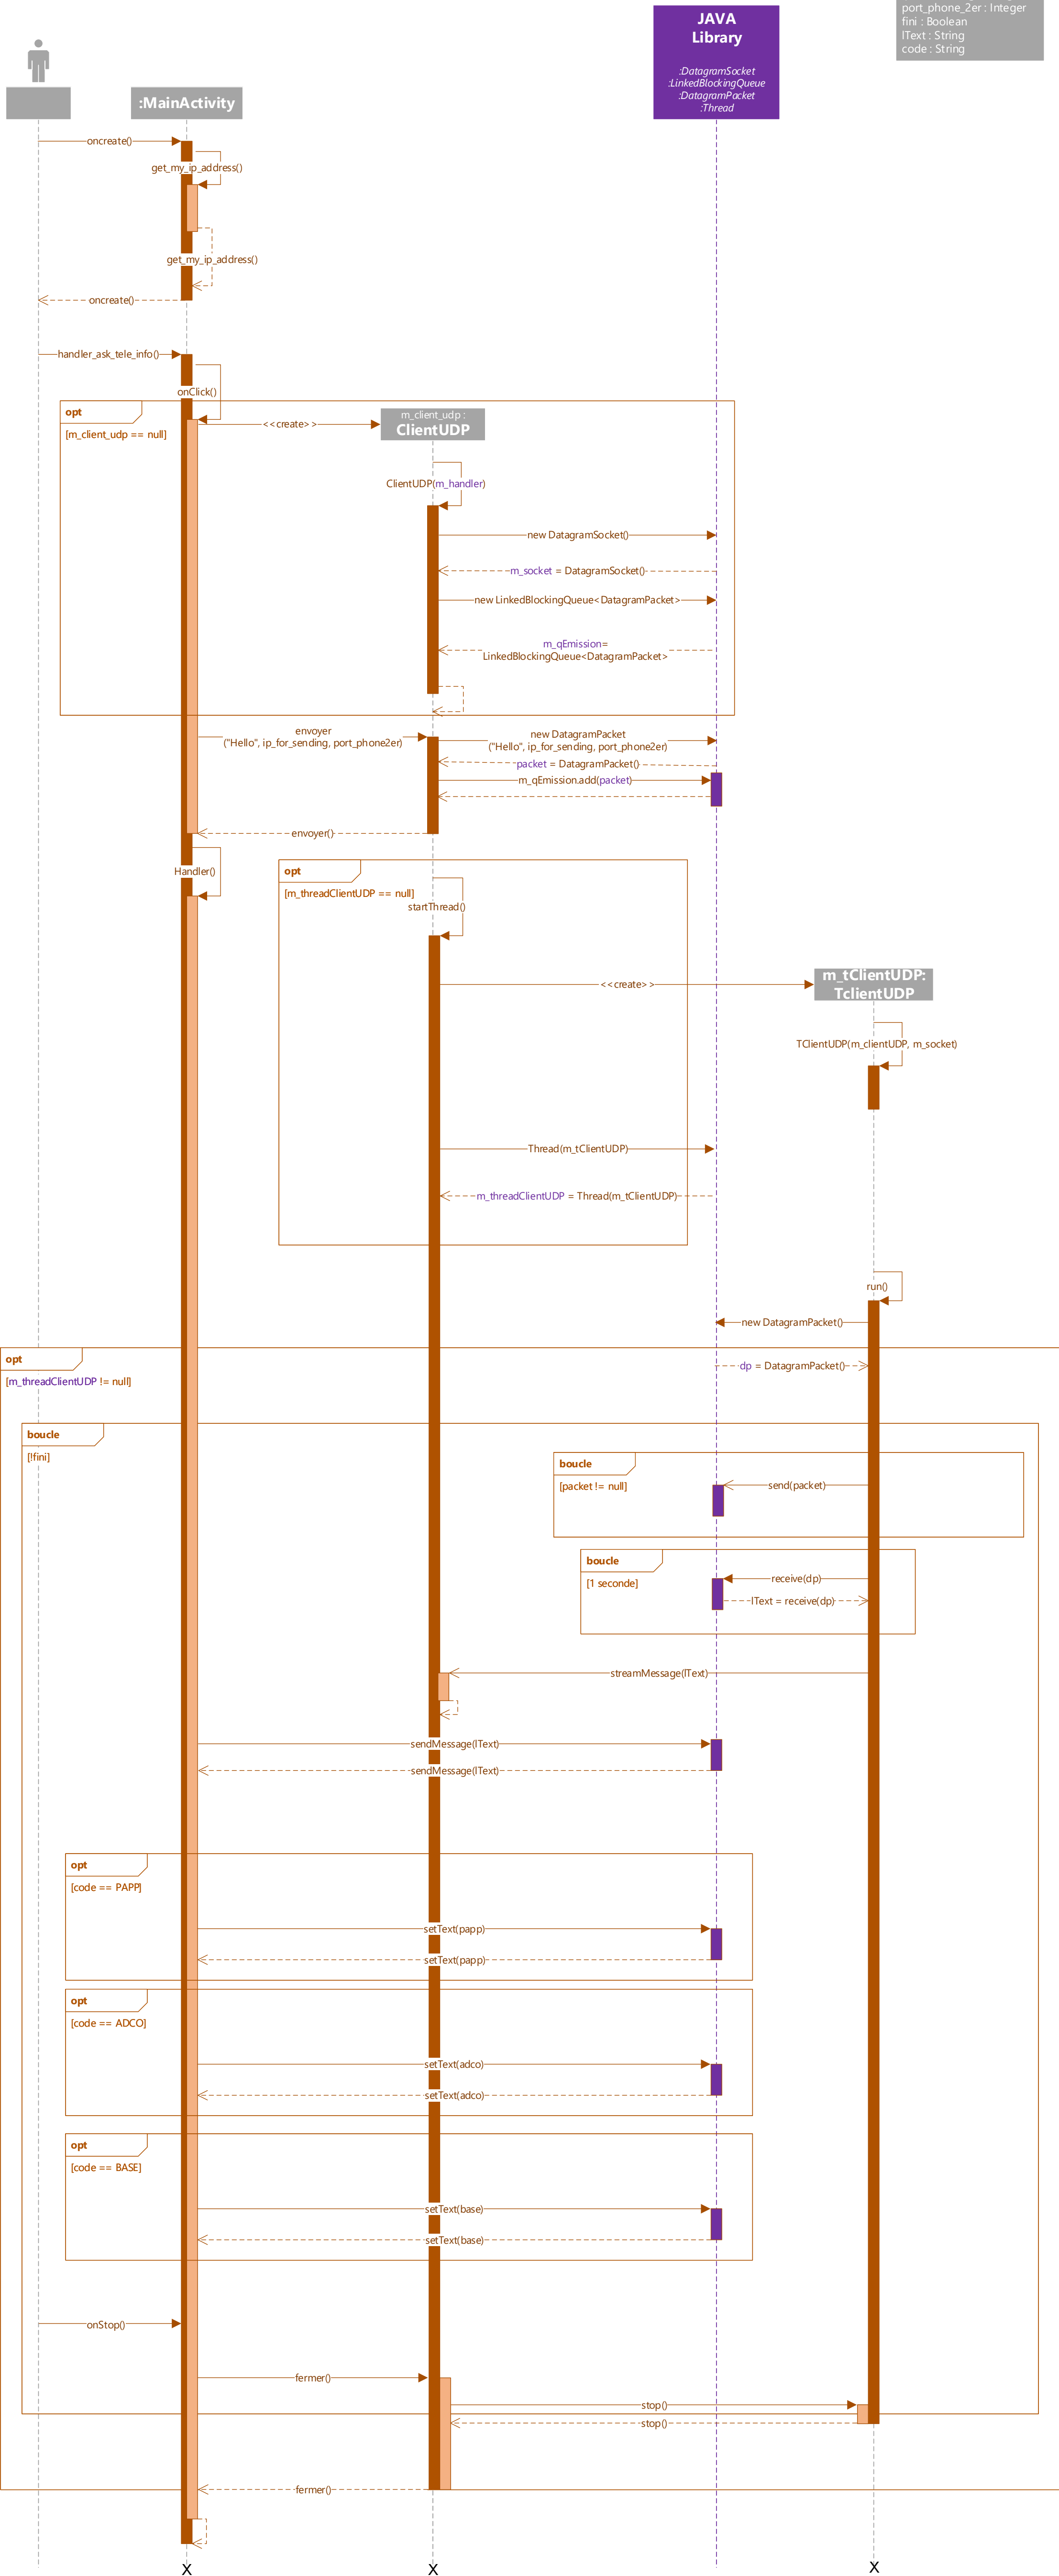 port_phone_2er : Integer
fini : Boolean
lText : String
code : String
JAVA
Library
:DatagramSocket
:LinkedBlockingQueue
:DatagramPacket
:Thread
:MainActivity
oncreate()
get_my_ip_address()
get_my_ip_address()
oncreate()
handler_ask_tele_info()
onClick()
opt
[m_client_udp == null]
<<create>>
m_client_udp :
ClientUDP
ClientUDP(m_handler)
new DatagramSocket()
m_socket = DatagramSocket()
new LinkedBlockingQueue<DatagramPacket>
m_qEmission=
LinkedBlockingQueue<DatagramPacket>
envoyer
("Hello", ip_for_sending, port_phone2er)
new DatagramPacket
("Hello", ip_for_sending, port_phone2er)
packet = DatagramPacket()
m_qEmission.add(packet)
envoyer()
Handler()
opt
[m_threadClientUDP == null]
startThread()
<<create>>
m_tClientUDP:
TclientUDP
TClientUDP(m_clientUDP, m_socket)
Thread(m_tClientUDP)
m_threadClientUDP = Thread(m_tClientUDP)
run()
new DatagramPacket()
opt
[m_threadClientUDP != null]
dp = DatagramPacket()
boucle
[!fini]
boucle
[packet != null]
send(packet)
boucle
[1 seconde]
receive(dp)
lText = receive(dp)
streamMessage(lText)
sendMessage(lText)
sendMessage(lText)
opt
[code == PAPP]
setText(papp)
setText(papp)
opt
[code == ADCO]
setText(adco)
setText(adco)
opt
[code == BASE]
setText(base)
setText(base)
onStop()
fermer()
stop()
stop()
fermer()
X
X
X